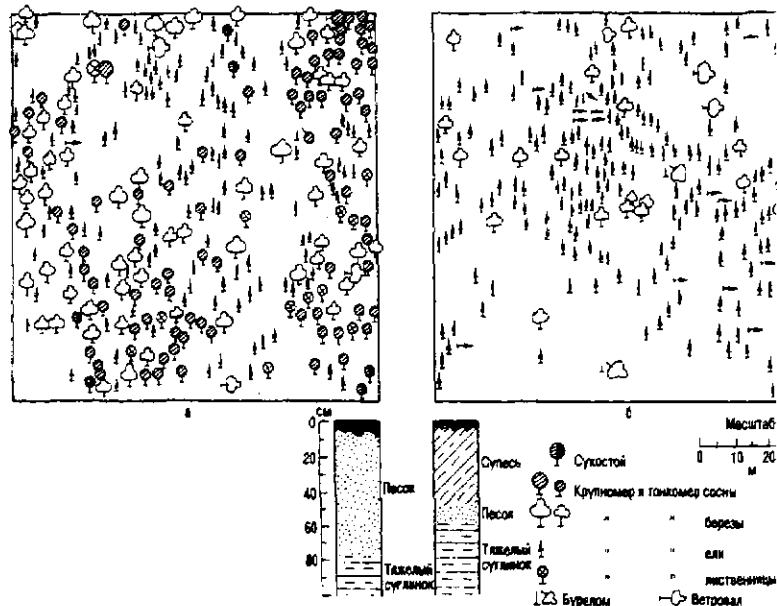 а
б
см
0
20
40
60
80
Песок
Тяжелый
суглинок
Супесь
Песок
Тяжелый
суглинок
Масштаб
0 10 20
м
Сухостой
Крупномер и тонкомер сосны
" " березы
" " ели
" " лиственницы
Бурелом Ветровал